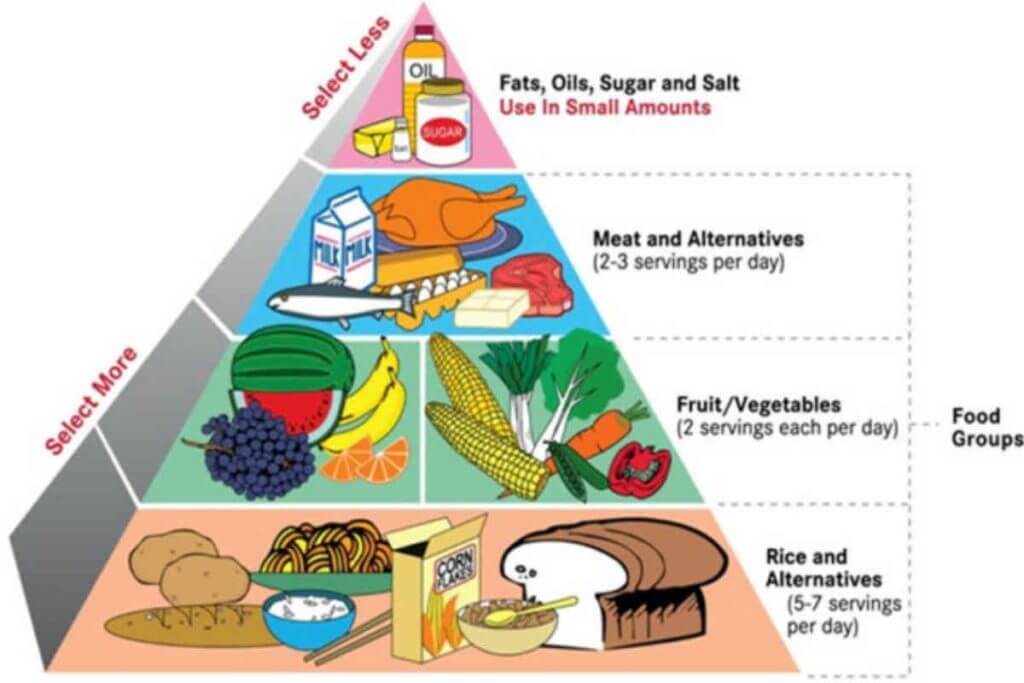 Select Less
OIL
SUGAR
Salt
Fats, Oils, Sugar and Salt
Use In Small Amounts
MILK
MILK
Meat and Alternatives
(2-3 servings per day)
Select More
Fruit/Vegetables
(2 servings each per day)
Food
Groups
CORN
FLAKES
Rice and
Alternatives
(5-7 servings
per day)